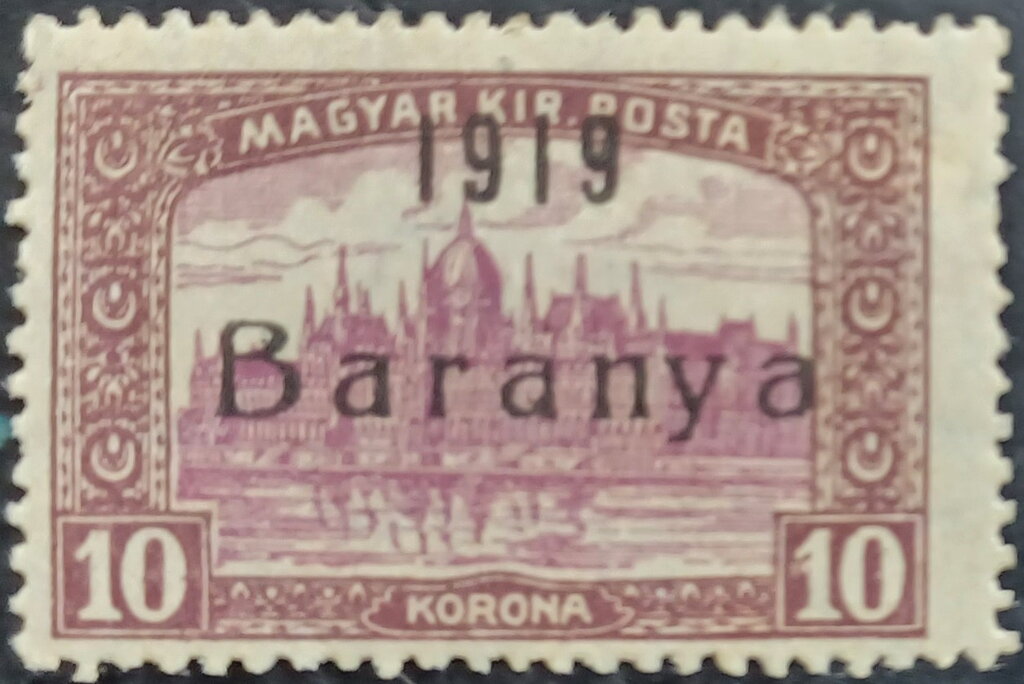 MAGYAR KIR. POSTA
1919
Baranya
10 10
KORONA